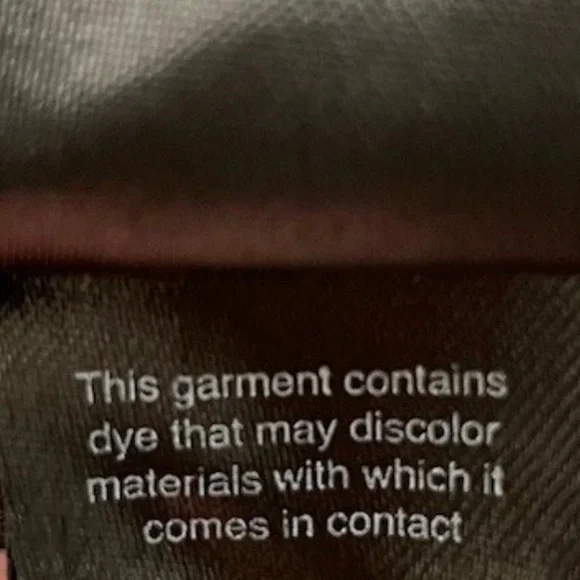 This garment contains
dye that may discolor
materials with which it
comes in contact